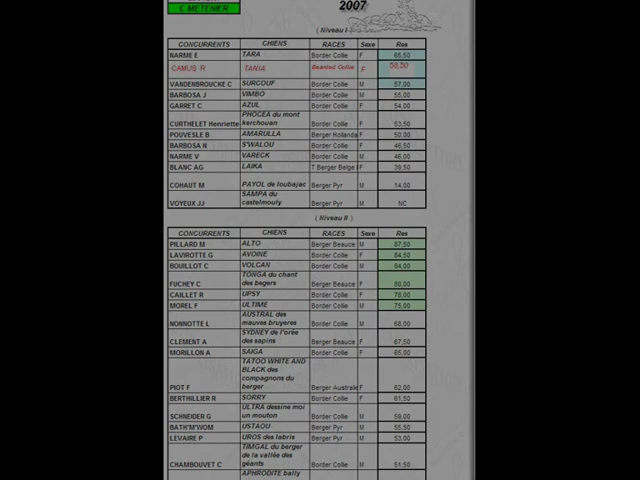 C METENIER
2007
( Niveau I )
CONCURRENTS CHIENS RACES Sexe Res
NARME E TARA Border Collie F 65,50
CAMUS R TANIA Bearded Collie F 58,00
VANDENBROUCKE C SURCOUF Border Collie M 57,00
BARBOSA J VIMBO Border Collie M 55,00
GARRET C AZUL Border Collie F 54,00
PHOCEA du mont
CURTHELET Henriette kerchouan Border Collie F 53,50
POUVESLE B AMARULLA Berger Hollanda F 50,00
BARBOSA N S'WALOU Border Collie F 46,50
NARME V VARECK Border Collie M 46,00
BLANC AG LAIKA T Berger Belge F 39,50
COHAUT M PAYOL de loubajac Berger Pyr M 14,00
SAMPA du
VOYEUX JJ castelmouly Berger Pyr M NC
( Niveau II )
CONCURRENTS CHIENS RACES Sexe Res
PILLARD M ALTO Berger Beauce M 87,50
LAVIROTTE G AVOINE Border Collie F 84,50
BOUILLOT C VOLCAN Border Collie M 84,00
TONGA du chant
FUCHEY C des begers Berger Beauce F 80,00
CAILLET R UPSY Border Collie F 78,00
MOREL F ULTIME Border Collie M 75,00
AUSTRAL des
NONNOTTE L mauves bruyeres Border Collie M 68,00
SYDNEY de l'orée
CLEMENT A des sapins Berger Beauce F 67,50
MORILLON A SAIGA Border Collie F 65,00
TATOO WHITE AND
BLACK des
compagnons du
PIOT F berger Berger Australie F 62,00
BERTHILLIER R SORRY Border Collie F 61,50
ULTRA dessine moi
SCHNEIDER G un mouton Border Collie M 59,00
BATH'M'WOM USTAOU Berger Pyr M 55,50
LEVAIRE P UROS des labris Berger Pyr M 53,00
TIMGAL du berger
de la vallée des
CHAMBOUVET C géants Border Collie M 51,50
APHRODITE bally